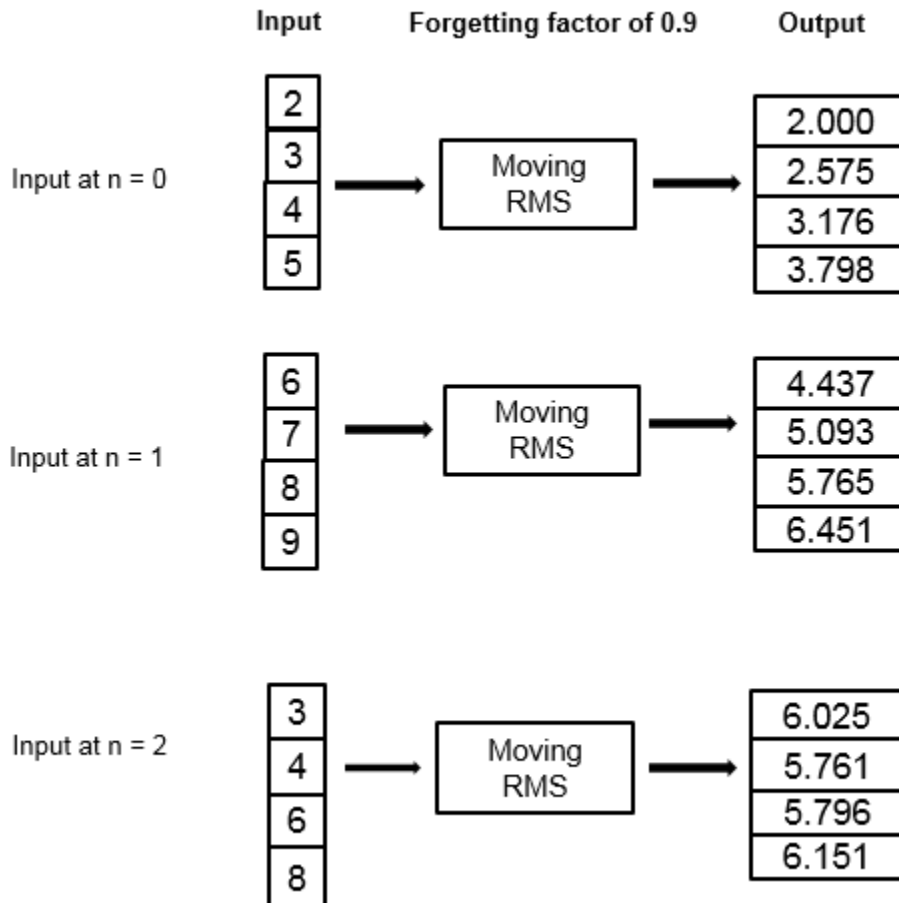 Input Forgetting factor of 0.9 Output
Input at n = 0
2
3
4
5
Moving
RMS
2.000
2.575
3.176
3.798
Input at n = 1
6
7
8
9
Moving
RMS
4.437
5.093
5.765
6.451
Input at n = 2
3
4
6
8
Moving
RMS
6.025
5.761
5.796
6.151